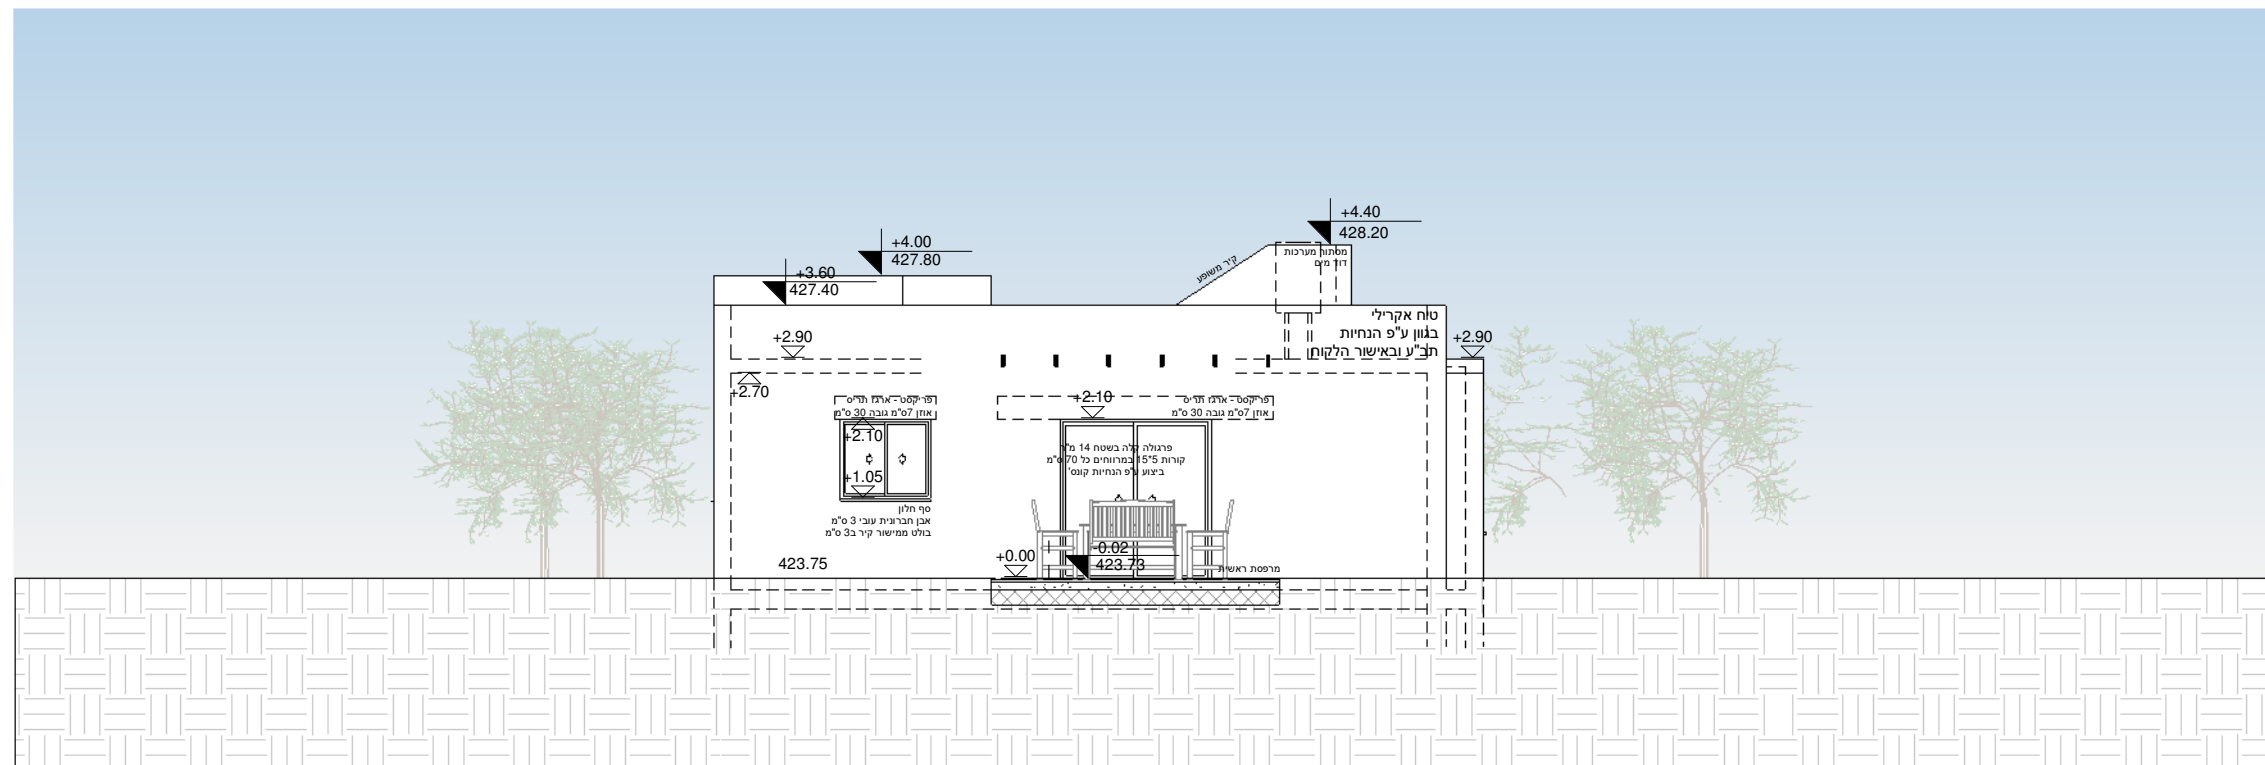 +4.40
428.20
+4.00
427.80
+3.60
427.40
קיר משופע
מסתור מערכות
דוד מים
טיח אקרילי
בגוון ע"פ הנחיות
תב"ע ובאישור הלקוח
+2.90
+2.90
+2.70
פריקסט - ארגז תריס
אוזן 7ס"מ גובה 30 ס"מ
+2.10
פריקסט - ארגז תריס
אוזן 7ס"מ גובה 30 ס"מ
+2.10
פרגולה קלה בשטח 14 מ"ר
קורות 15*5 במרווחים כל 70 ס"מ
ביצוע ע"פ הנחיות קונס'
+1.05
סף חלון
אבן חברונית עובי 3 ס"מ
בולט ממישור קיר ב3 ס"מ
423.75
+0.00
-0.02
423.73
מרפסת ראשית